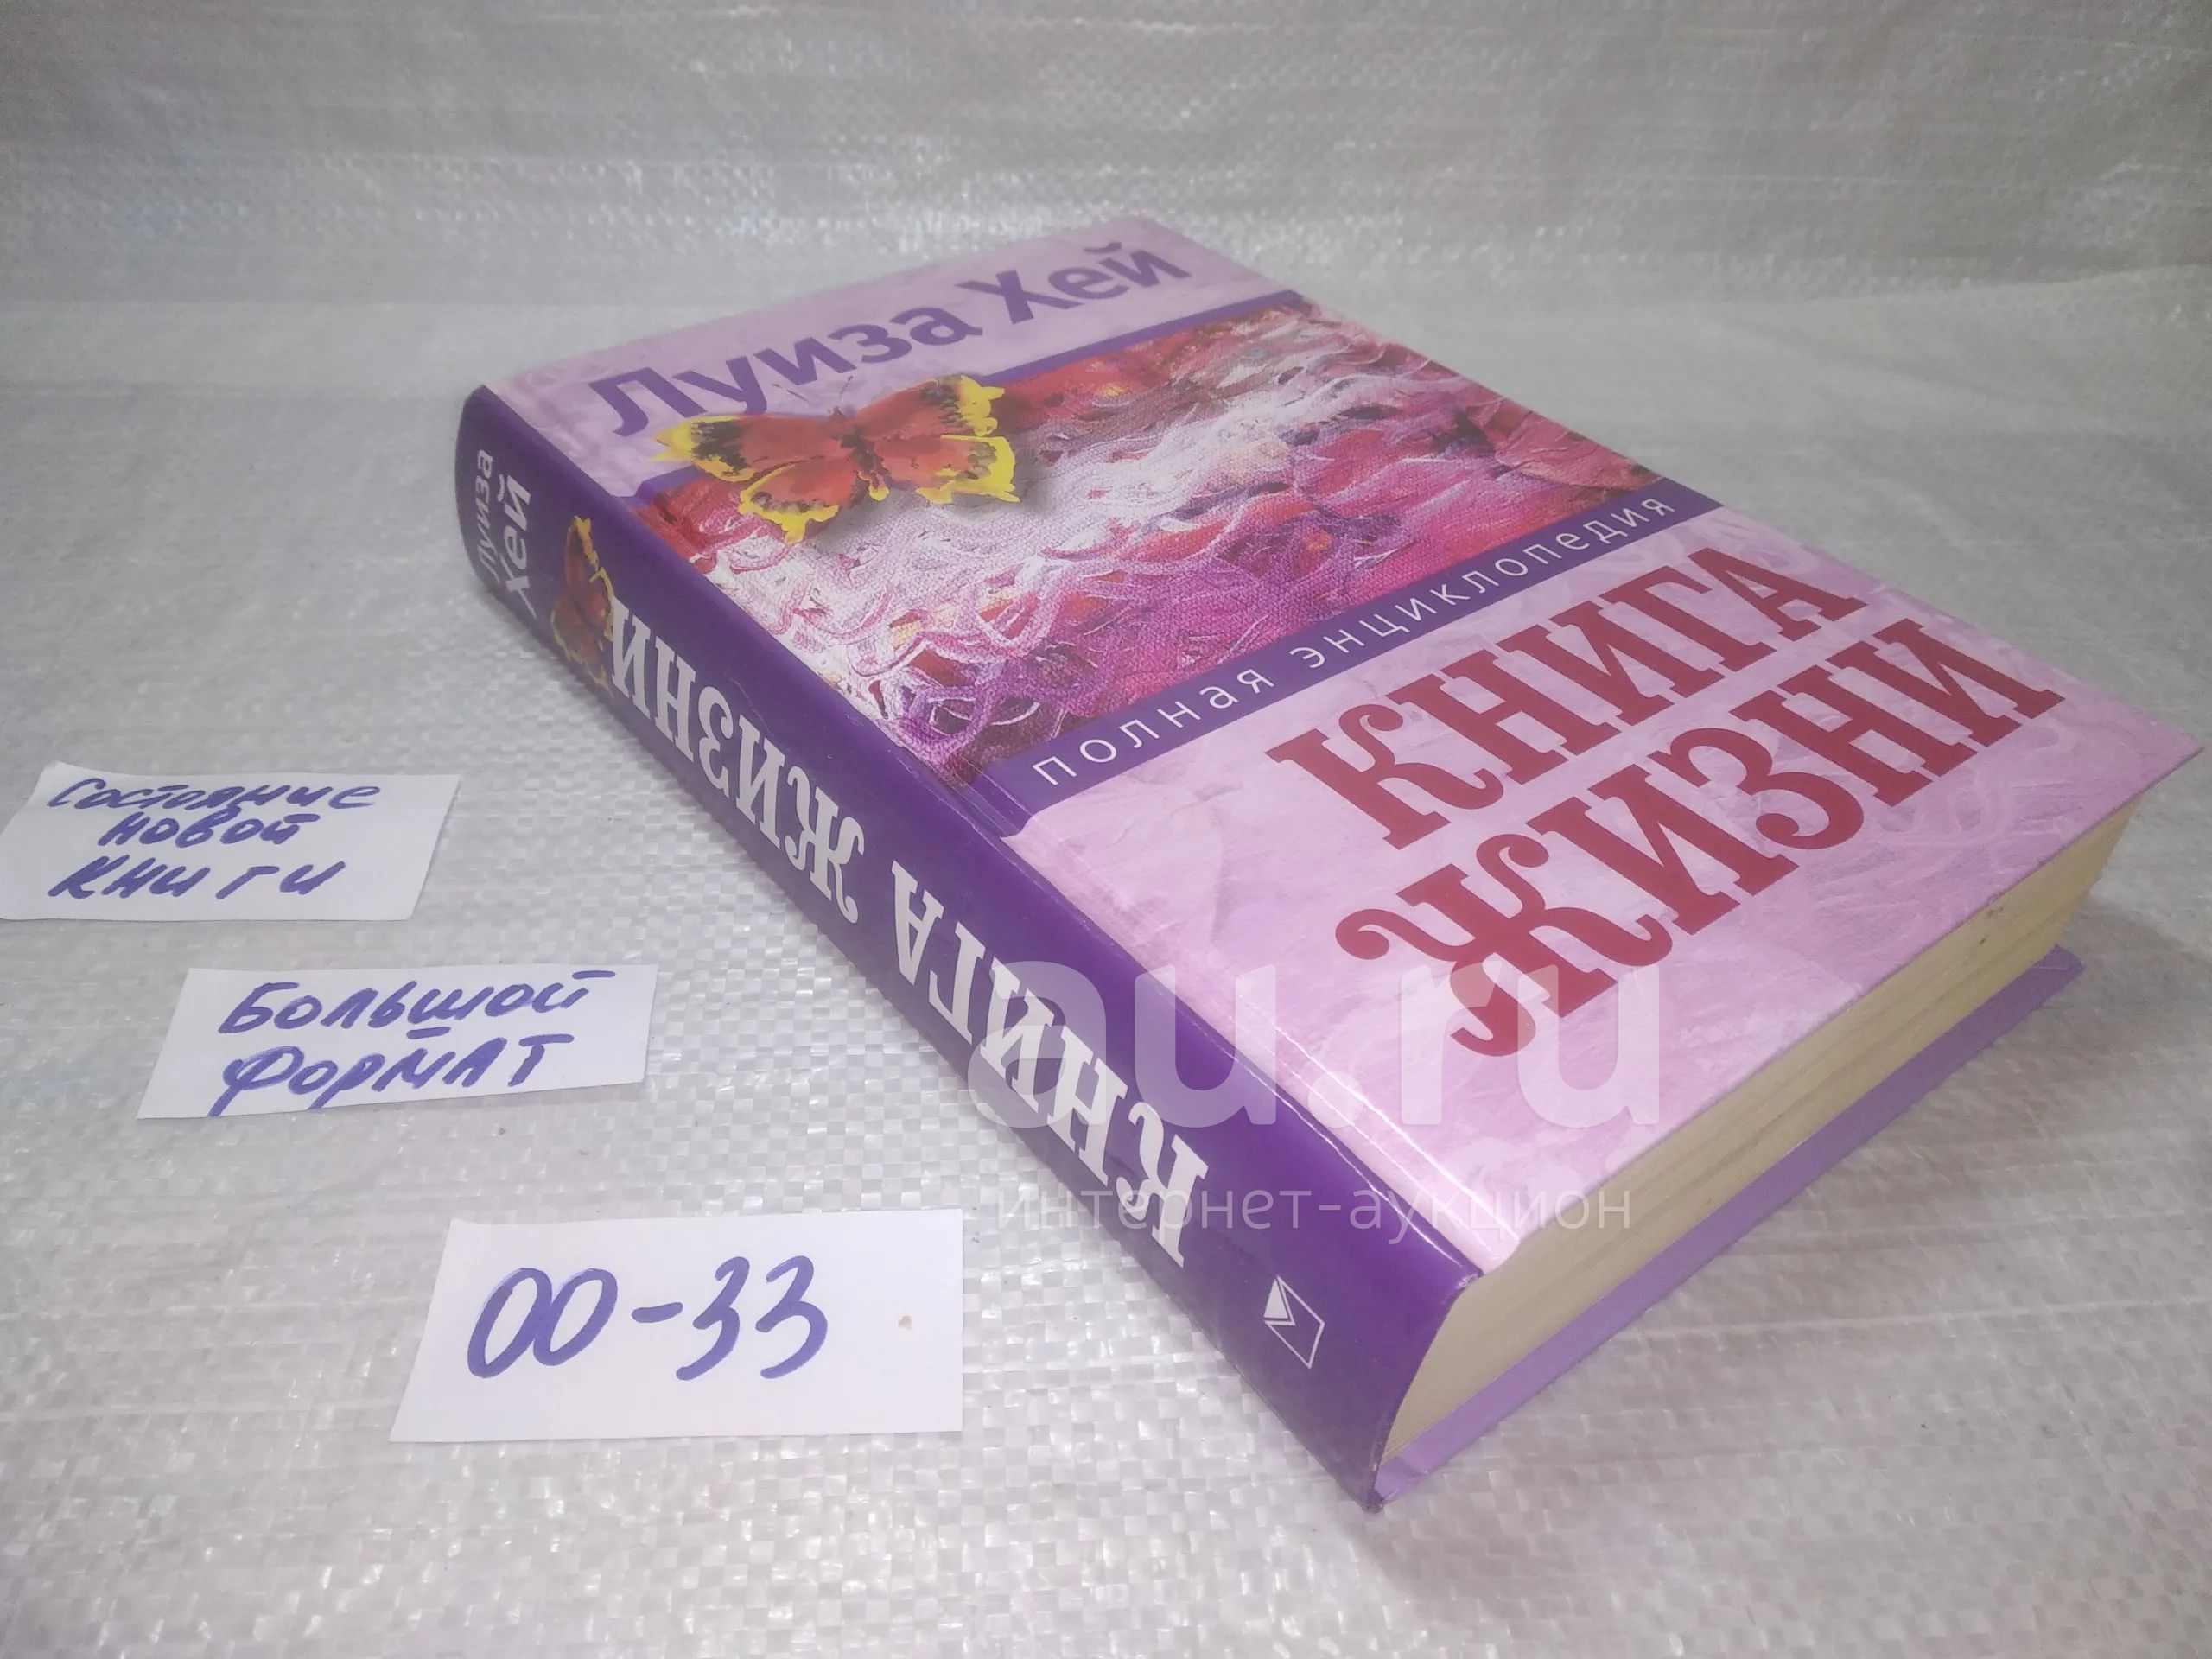 Луиза Хей
полная энциклопедия
КНИГА
ЖИЗНИ
Луиза
Хей
КНИГА ЖИЗНИ
Состояние
новой
книги
Большой
формат
00-33
au.ru
интернет-аукцион